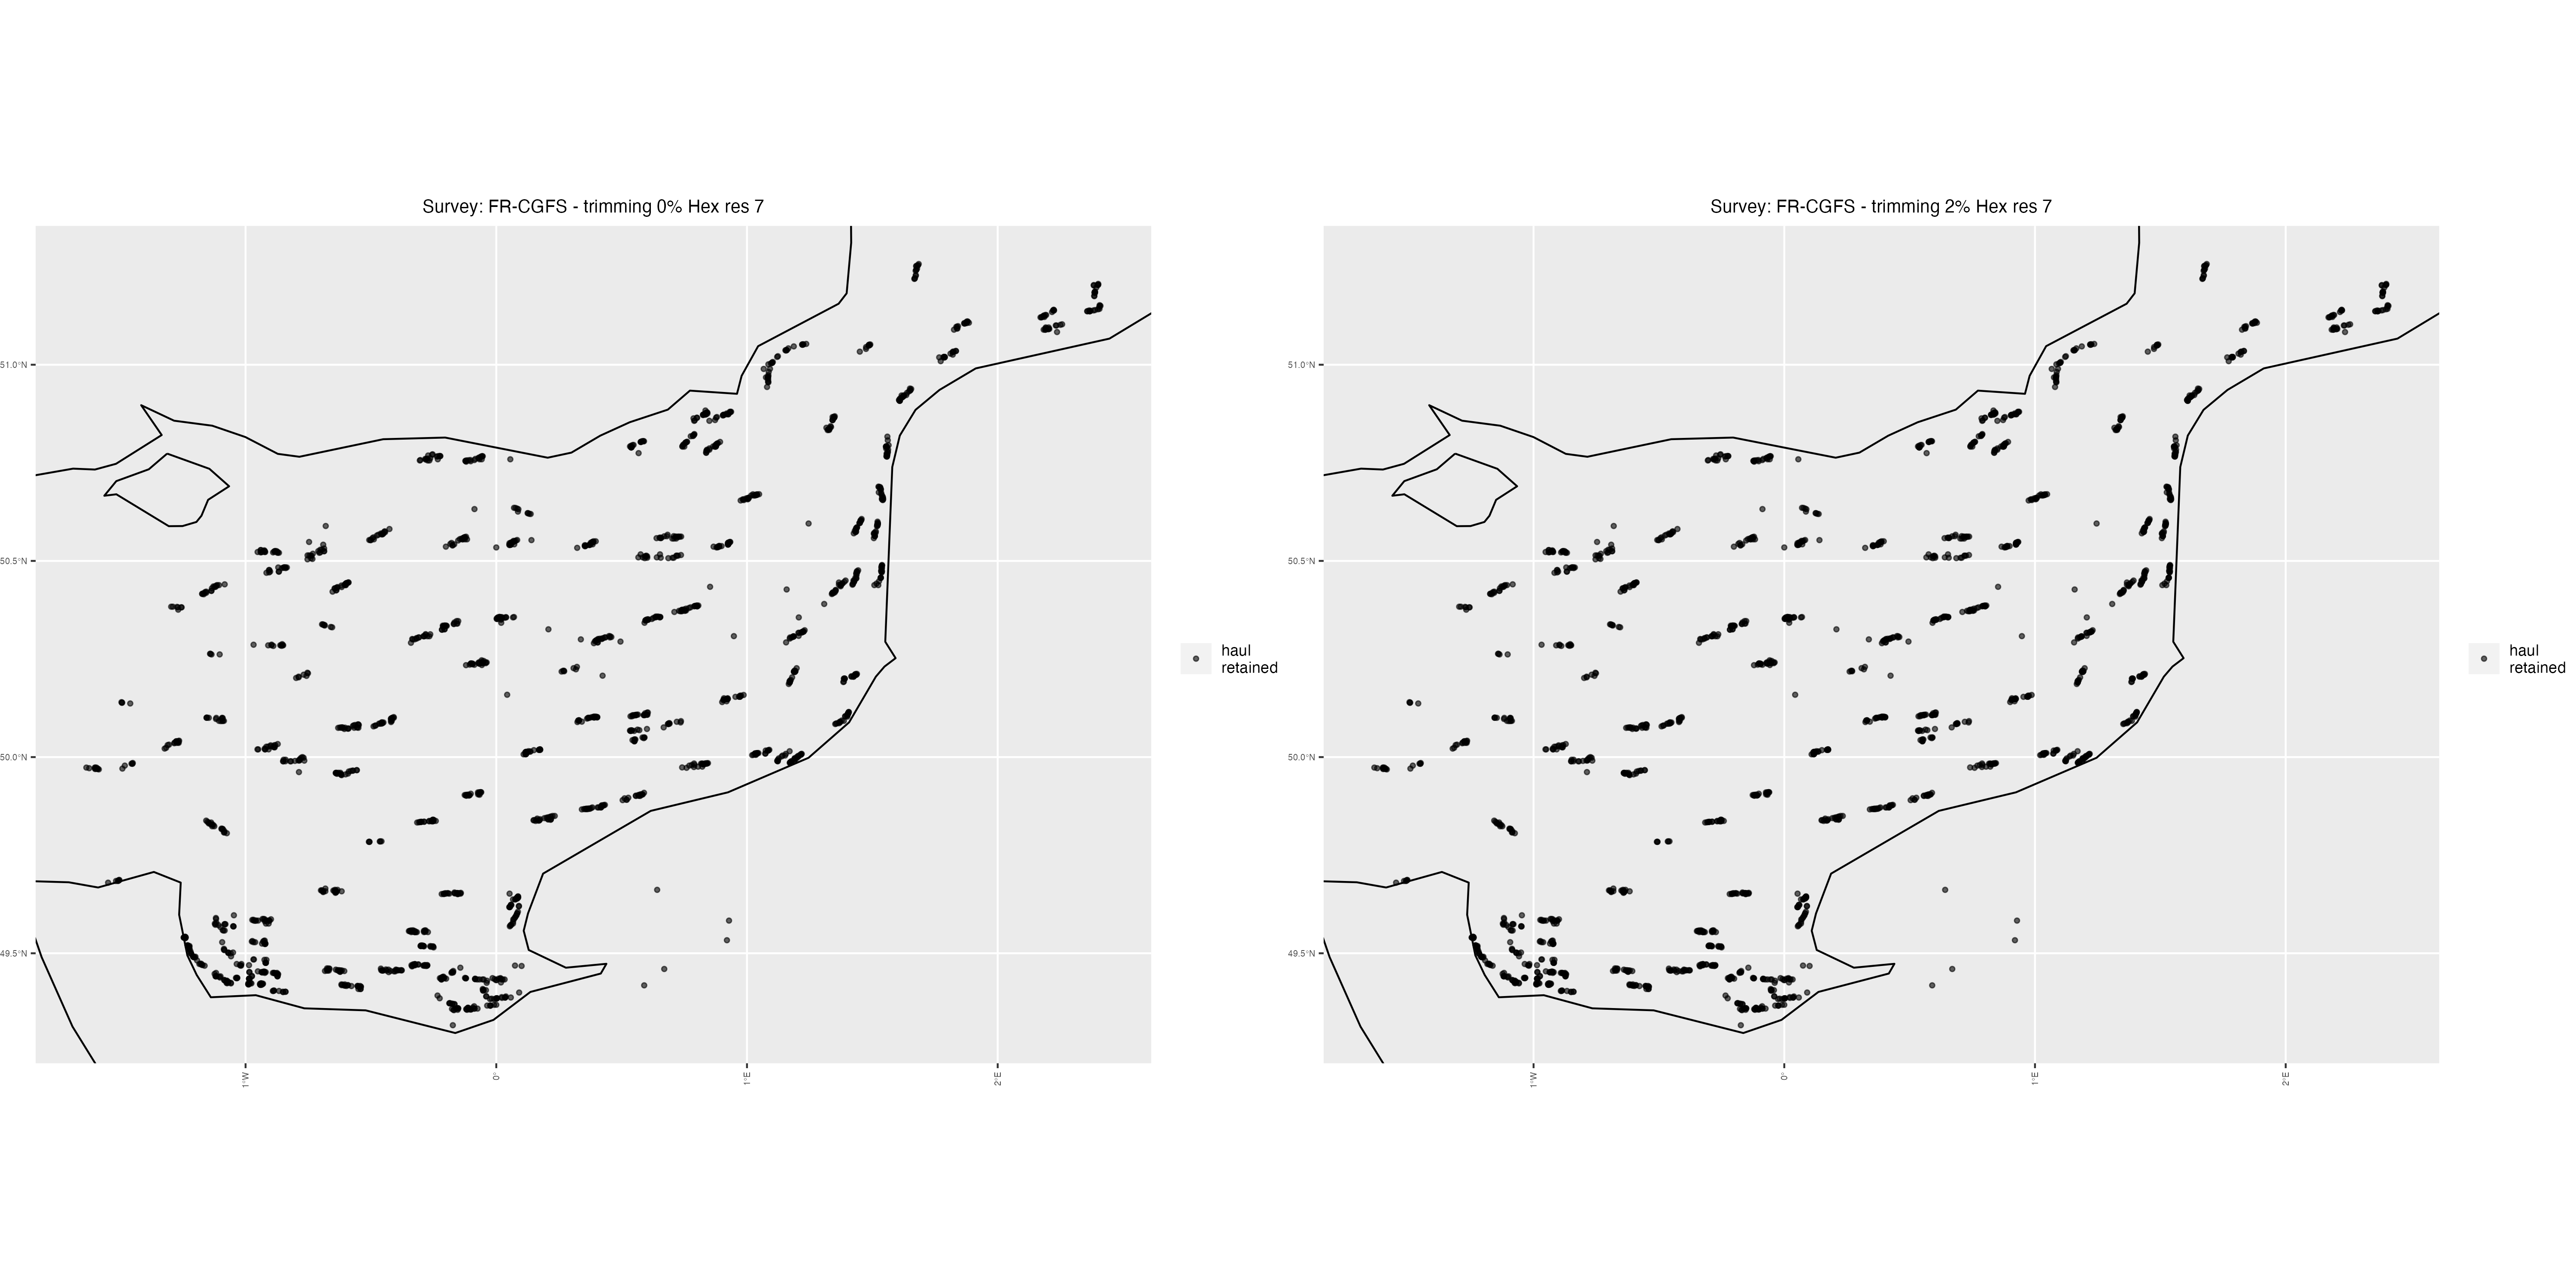 Survey: FR-CGFS - trimming 0% Hex res 7
51.0°N
50.5°N
50.0°N
49.5°N
1°W
0°
1°E
2°E
haul
retained
Survey: FR-CGFS - trimming 2% Hex res 7
51.0°N
50.5°N
50.0°N
49.5°N
1°W
0°
1°E
2°E
haul
retained